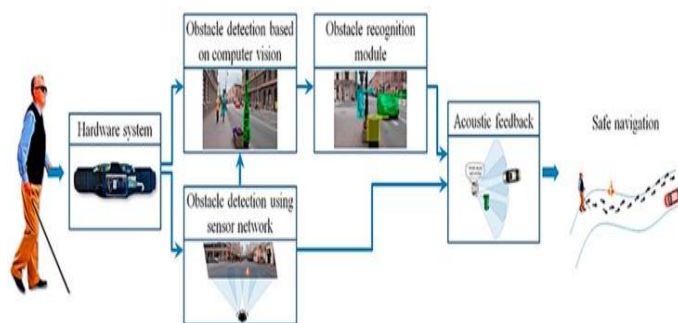 Obstacle detection based
on computer vision
Obstacle recognition
module
Hardware system
Acoustic feedback
Safe navigation
Obstacle detection using
sensor network